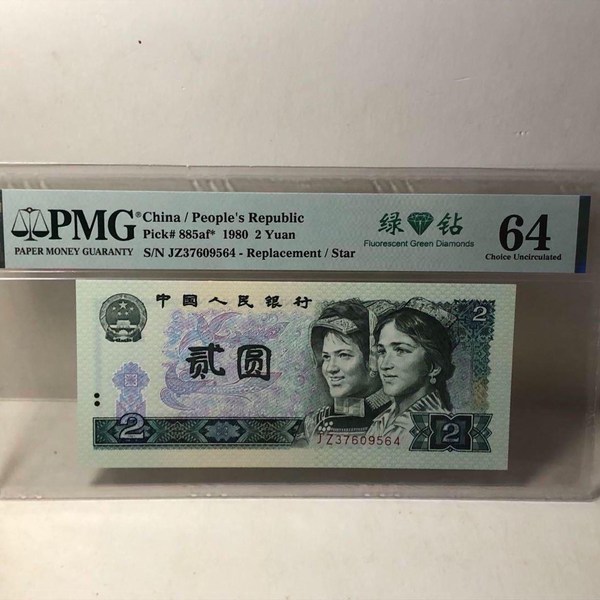 PMG®
PAPER MONEY GUARANTY
China / People's Republic
Pick# 885af* 1980 2 Yuan
S/N JZ37609564 - Replacement / Star
绿 钻
Fluorescent Green Diamonds
64
Choice Uncirculated
中国人民银行
贰圆
2
2
2
JZ37609564